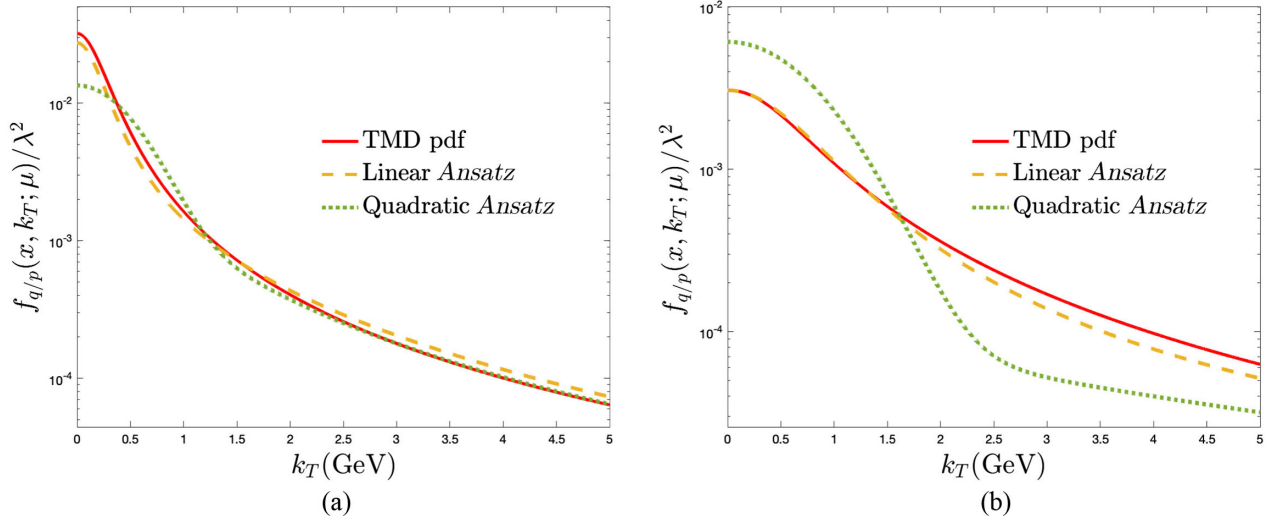 10^{-2}
10^{-3}
10^{-4}
f_{q/p}(x, k_T; μ)/λ^2
TMD pdf
Linear Ansatz
Quadratic Ansatz
0 0.5 1 1.5 2 2.5 3 3.5 4 4.5 5
k_T(GeV)
(a)
10^{-2}
10^{-3}
10^{-4}
f_{q/p}(x, k_T; μ)/λ^2
TMD pdf
Linear Ansatz
Quadratic Ansatz
0 0.5 1 1.5 2 2.5 3 3.5 4 4.5 5
k_T(GeV)
(b)